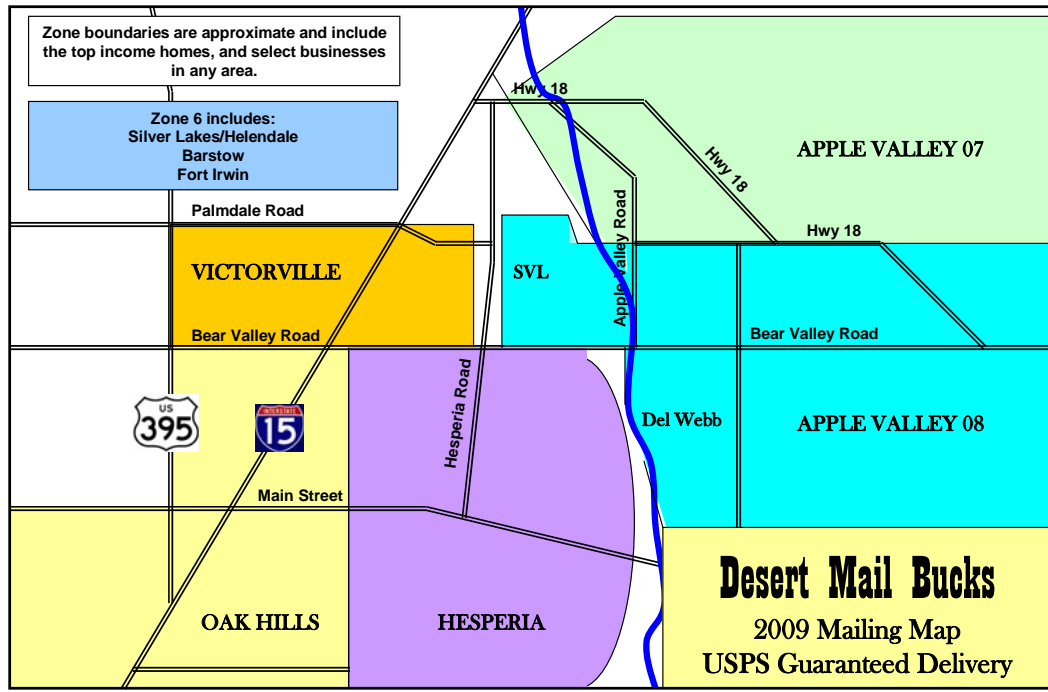 Zone boundaries are approximate and include
the top income homes, and select businesses
in any area.
Zone 6 includes:
Silver Lakes/Helendale
Barstow
Fort Irwin
Hwy 18
APPLE VALLEY 07
Hwy 18
Palmdale Road
Hwy 18
Apple Valley Road
VICTORVILLE
SVL
Bear Valley Road
Bear Valley Road
US
395
INTERSTATE
15
Hesperia Road
Del Webb
APPLE VALLEY 08
Main Street
OAK HILLS
HESPERIA
Desert Mail Bucks
2009 Mailing Map
USPS Guaranteed Delivery